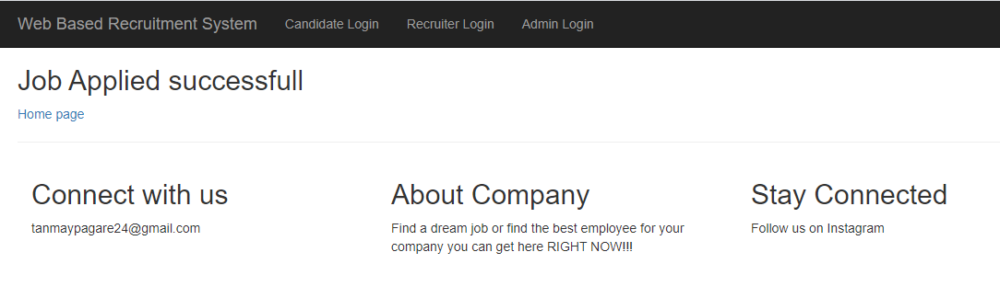 Web Based Recruitment System Candidate Login Recruiter Login Admin Login
Job Applied successfull
Home page
Connect with us
tanmaypagare24@gmail.com
About Company
Find a dream job or find the best employee for your
company you can get here RIGHT NOW!!!
Stay Connected
Follow us on Instagram